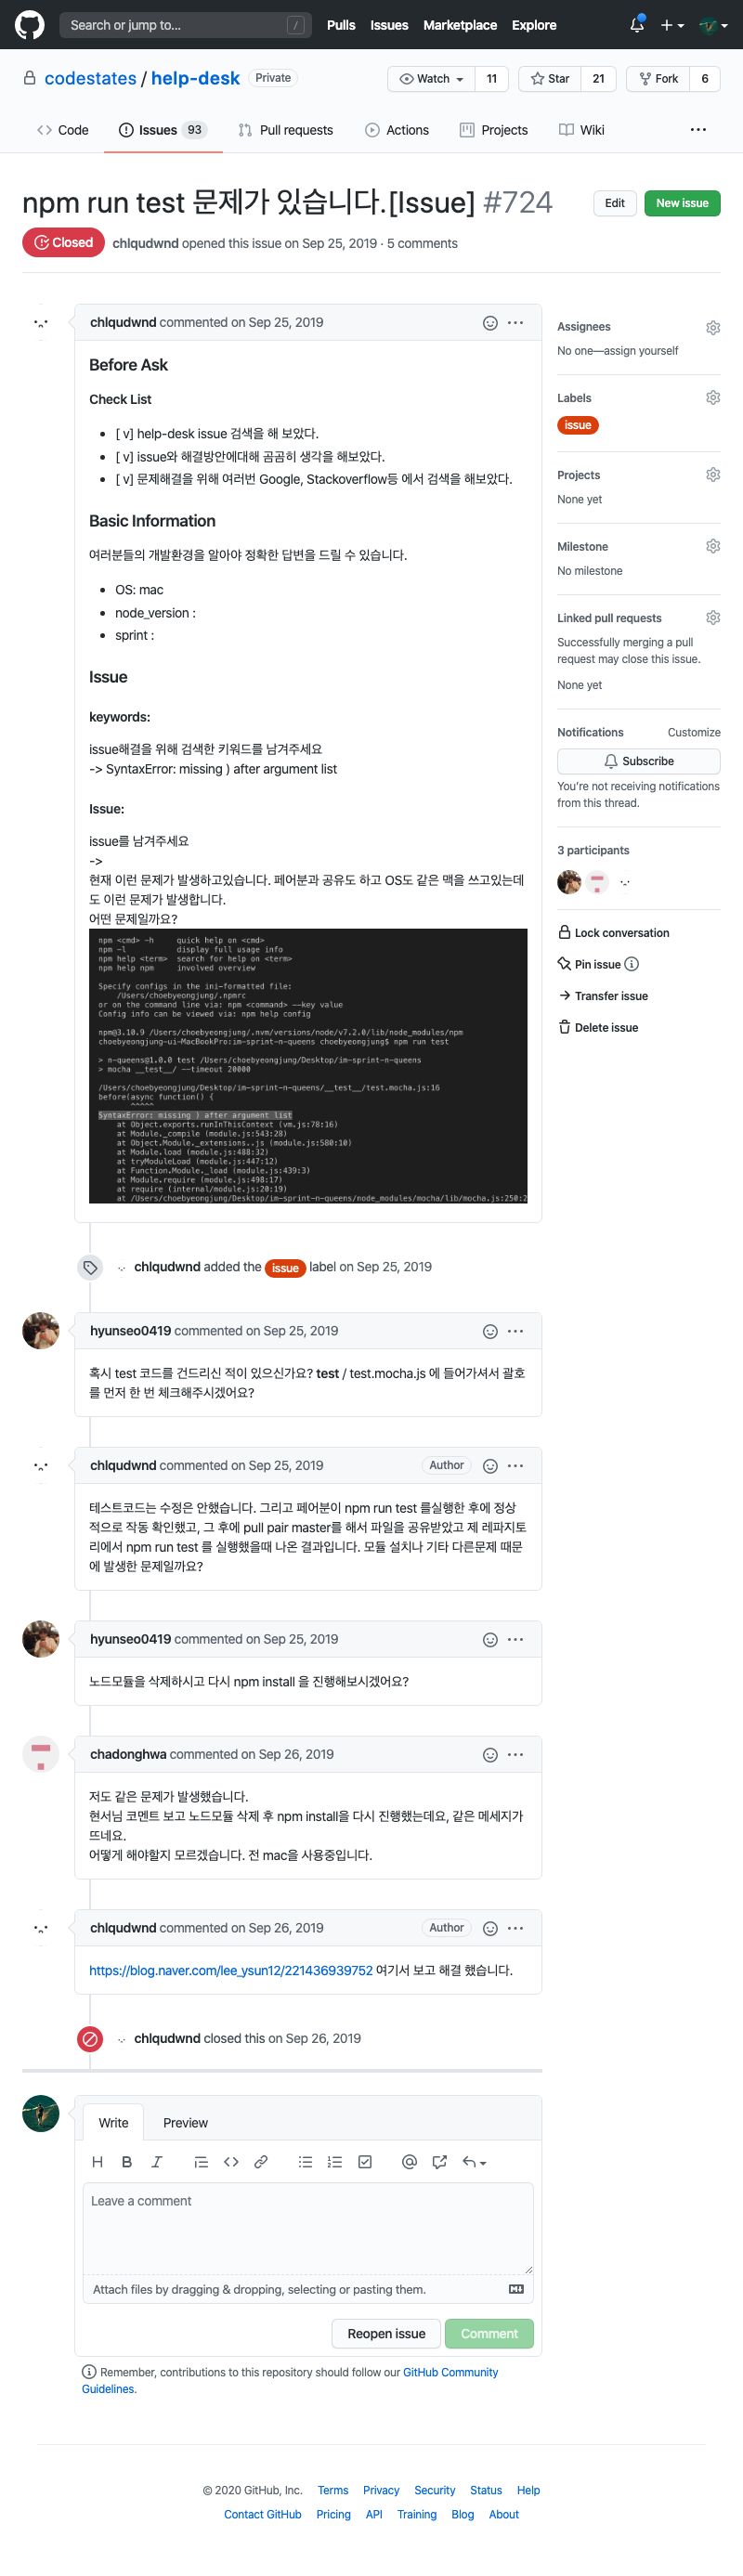 Search or jump to...
/
Pulls
Issues
Marketplace
Explore
codestates / help-desk
Private
Watch
11
Star
21
Fork
6
Code
Issues 93
Pull requests
Actions
Projects
Wiki
npm run test 문제가 있습니다.[Issue] #724
Edit
New issue
Closed
chlqudwnd opened this issue on Sep 25, 2019 · 5 comments
chlqudwnd commented on Sep 25, 2019
Before Ask
Check List
• [ v] help-desk issue 검색을 해 보았다.
• [ v] issue와 해결방안에대해 곰곰히 생각을 해보았다.
• [ v] 문제해결을 위해 여러번 Google, Stackoverflow등 에서 검색을 해보았다.
Basic Information
여러분들의 개발환경을 알아야 정확한 답변을 드릴 수 있습니다.
• OS: mac
• node_version :
• sprint :
Issue
keywords:
issue해결을 위해 검색한 키워드를 남겨주세요
-> SyntaxError: missing ) after argument list
Issue:
issue를 남겨주세요
->
현재 이런 문제가 발생하고있습니다. 페어분과 공유도 하고 OS도 같은 맥을 쓰고있는데
도 이런 문제가 발생합니다.
어떤 문제일까요?
npm <cmd> -h     quick help on <cmd>
npm -l           display full usage info
npm help <term>  search for help on <term>
npm help npm     involved overview
Specify configs in the ini-formatted file:
/Users/choebyeongjung/.npmrc
or on the command line via: npm <command> --key value
Config info can be viewed via: npm help config
npm@3.10.9 /Users/choebyeongjung/.nvm/versions/node/v7.2.0/lib/node_modules/npm
choebyeongjung-ui-MacBookPro:im-sprint-n-queens choebyeongjung$ npm run test
> n-queens@1.0.0 test /Users/choebyeongjung/Desktop/im-sprint-n-queens
> mocha __test__/ --timeout 20000
/Users/choebyeongjung/Desktop/im-sprint-n-queens/__test__/test.mocha.js:16
before(async function() {
^^^^^
SyntaxError: missing ) after argument list
at Object.exports.runInThisContext (vm.js:78:16)
at Module._compile (module.js:543:28)
at Object.Module._extensions..js (module.js:580:10)
at Module.load (module.js:488:32)
at tryModuleLoad (module.js:447:12)
at Function.Module._load (module.js:439:3)
at Module.require (module.js:498:17)
at require (internal/module.js:20:19)
at /Users/choebyeongjung/Desktop/im-sprint-n-queens/node_modules/mocha/lib/mocha.js:250:2
Assignees
No one—assign yourself
Labels
issue
Projects
None yet
Milestone
No milestone
Linked pull requests
Successfully merging a pull
request may close this issue.
None yet
Notifications
Customize
Subscribe
You're not receiving notifications
from this thread.
3 participants
Lock conversation
Pin issue
Transfer issue
Delete issue
chlqudwnd added the issue label on Sep 25, 2019
hyunseo0419 commented on Sep 25, 2019
혹시 test 코드를 건드리신 적이 있으신가요? test / test.mocha.js 에 들어가셔서 괄호
를 먼저 한 번 체크해주시겠어요?
chlqudwnd commented on Sep 25, 2019
Author
테스트코드는 수정은 안했습니다. 그리고 페어분이 npm run test 를실행한 후에 정상
적으로 작동 확인했고, 그 후에 pull pair master를 해서 파일을 공유받았고 제 레파지토
리에서 npm run test 를 실행했을때 나온 결과입니다. 모듈 설치나 기타 다른문제 때문
에 발생한 문제일까요?
hyunseo0419 commented on Sep 25, 2019
노드모듈을 삭제하시고 다시 npm install 을 진행해보시겠어요?
chadonghwa commented on Sep 26, 2019
저도 같은 문제가 발생했습니다.
현서님 코멘트 보고 노드모듈 삭제 후 npm install을 다시 진행했는데요, 같은 메세지가
뜨네요.
어떻게 해야할지 모르겠습니다. 전 mac을 사용중입니다.
chlqudwnd commented on Sep 26, 2019
Author
https://blog.naver.com/lee_ysun12/221436939752 여기서 보고 해결 했습니다.
chlqudwnd closed this on Sep 26, 2019
Write
Preview
Leave a comment
Attach files by dragging & dropping, selecting or pasting them.
Reopen issue
Comment
Remember, contributions to this repository should follow our GitHub Community
Guidelines.
© 2020 GitHub, Inc.
Terms
Privacy
Security
Status
Help
Contact GitHub
Pricing
API
Training
Blog
About